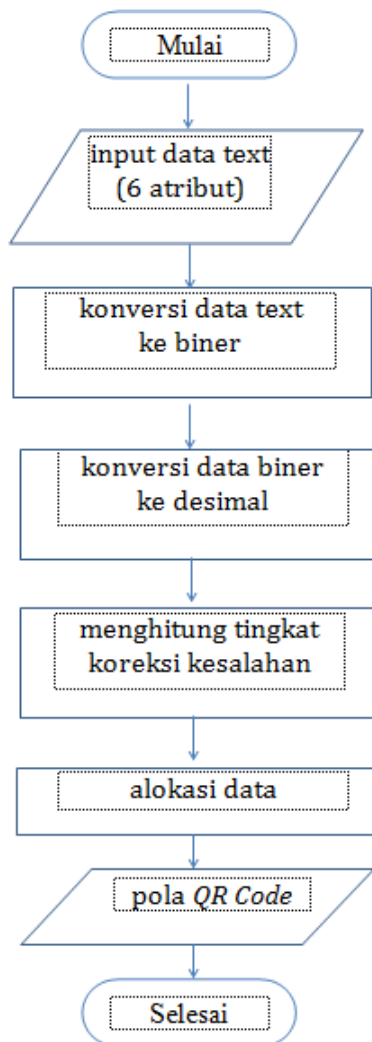 Mulai
input data text
(6 atribut)
konversi data text
ke biner
konversi data biner
ke desimal
menghitung tingkat
koreksi kesalahan
alokasi data
pola QR Code
Selesai